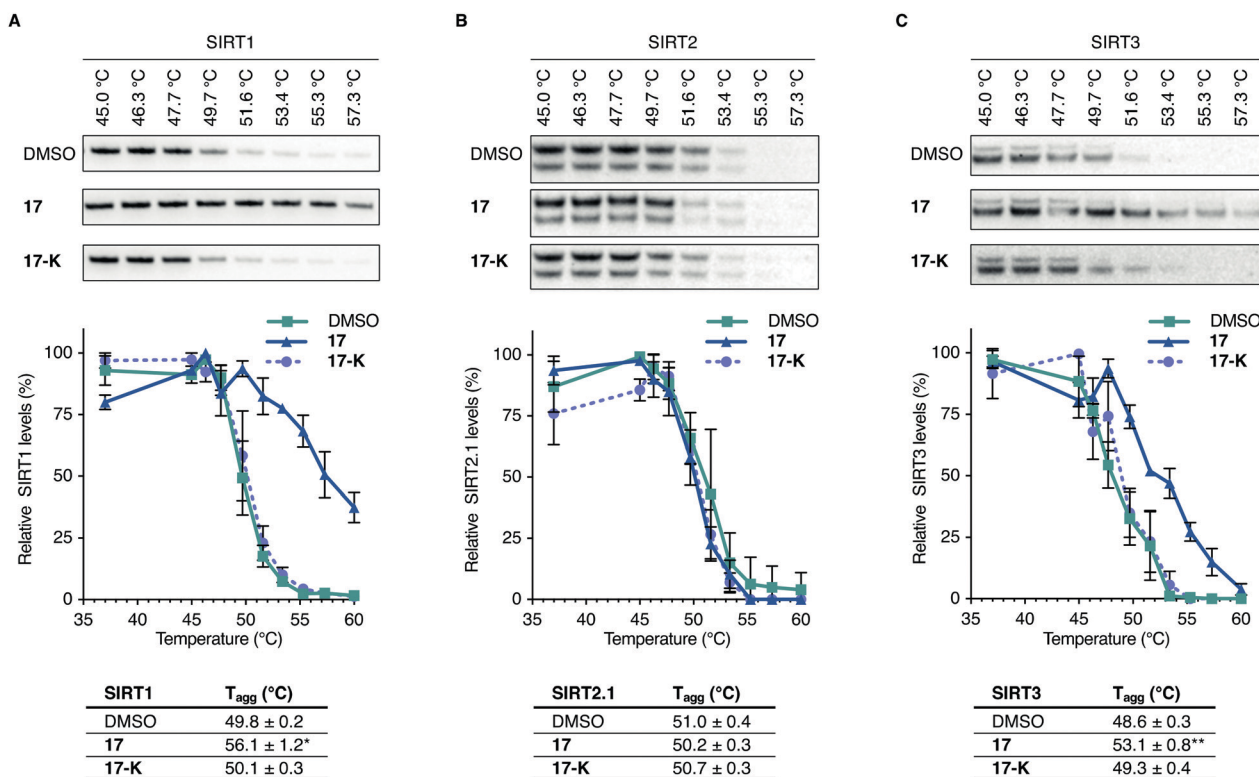 A
SIRT1
45.0 °C 46.3 °C 47.7 °C 49.7 °C 51.6 °C 53.4 °C 55.3 °C 57.3 °C
DMSO
17
17-K
DMSO
17
17-K
Relative SIRT1 levels (%)
100
75
50
25
0
35 40 45 50 55 60
Temperature (°C)
SIRT1 Tagg (°C)
DMSO 49.8 ± 0.2
17 56.1 ± 1.2*
17-K 50.1 ± 0.3
B
SIRT2
45.0 °C 46.3 °C 47.7 °C 49.7 °C 51.6 °C 53.4 °C 55.3 °C 57.3 °C
DMSO
17
17-K
DMSO
17
17-K
Relative SIRT2.1 levels (%)
100
75
50
25
0
35 40 45 50 55 60
Temperature (°C)
SIRT2.1 Tagg (°C)
DMSO 51.0 ± 0.4
17 50.2 ± 0.3
17-K 50.7 ± 0.3
C
SIRT3
45.0 °C 46.3 °C 47.7 °C 49.7 °C 51.6 °C 53.4 °C 55.3 °C 57.3 °C
DMSO
17
17-K
DMSO
17
17-K
Relative SIRT3 levels (%)
100
75
50
25
0
35 40 45 50 55 60
Temperature (°C)
SIRT3 Tagg (°C)
DMSO 48.6 ± 0.3
17 53.1 ± 0.8**
17-K 49.3 ± 0.4